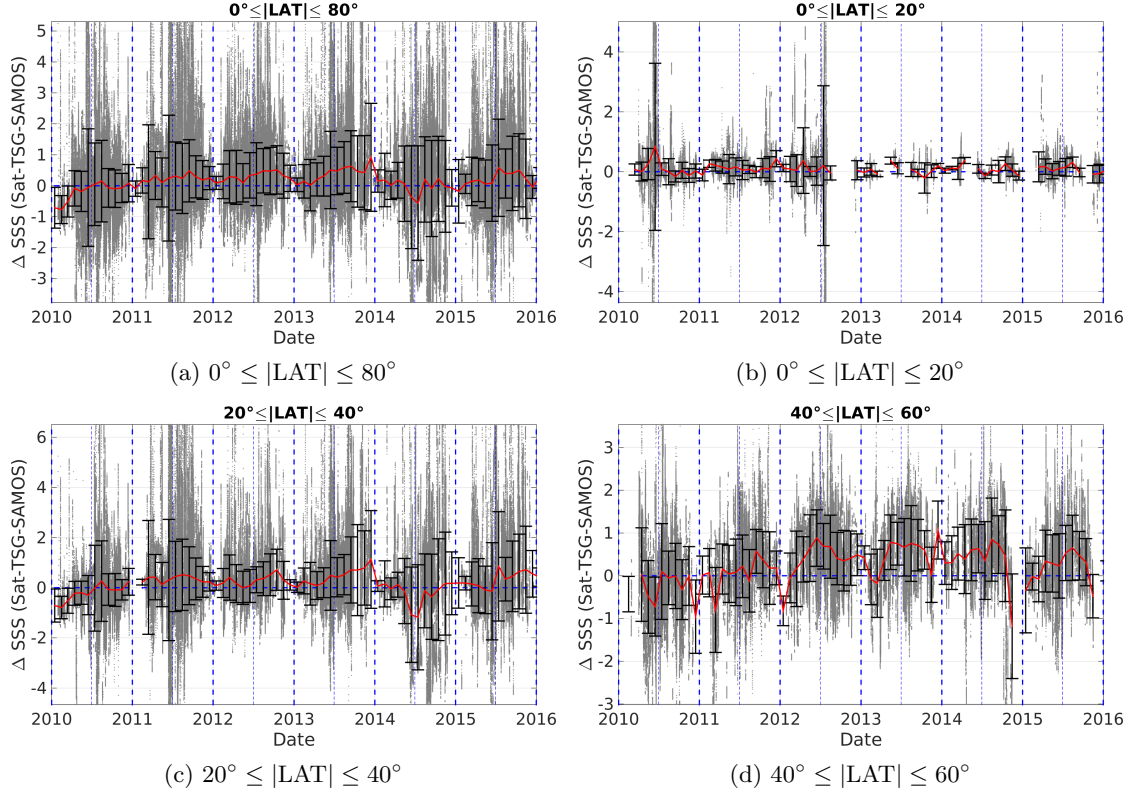 0°≤|LAT|≤ 80°
Δ SSS (Sat-TSG-SAMOS)
5
4
3
2
1
0
-1
-2
-3
2010 2011 2012 2013 2014 2015 2016
Date
(a) 0° ≤ |LAT| ≤ 80°
0°≤|LAT|≤ 20°
Δ SSS (Sat-TSG-SAMOS)
4
2
0
-2
-4
2010 2011 2012 2013 2014 2015 2016
Date
(b) 0° ≤ |LAT| ≤ 20°
20°≤|LAT|≤ 40°
Δ SSS (Sat-TSG-SAMOS)
6
4
2
0
-2
-4
2010 2011 2012 2013 2014 2015 2016
Date
(c) 20° ≤ |LAT| ≤ 40°
40°≤|LAT|≤ 60°
Δ SSS (Sat-TSG-SAMOS)
3
2
1
0
-1
-2
-3
2010 2011 2012 2013 2014 2015 2016
Date
(d) 40° ≤ |LAT| ≤ 60°